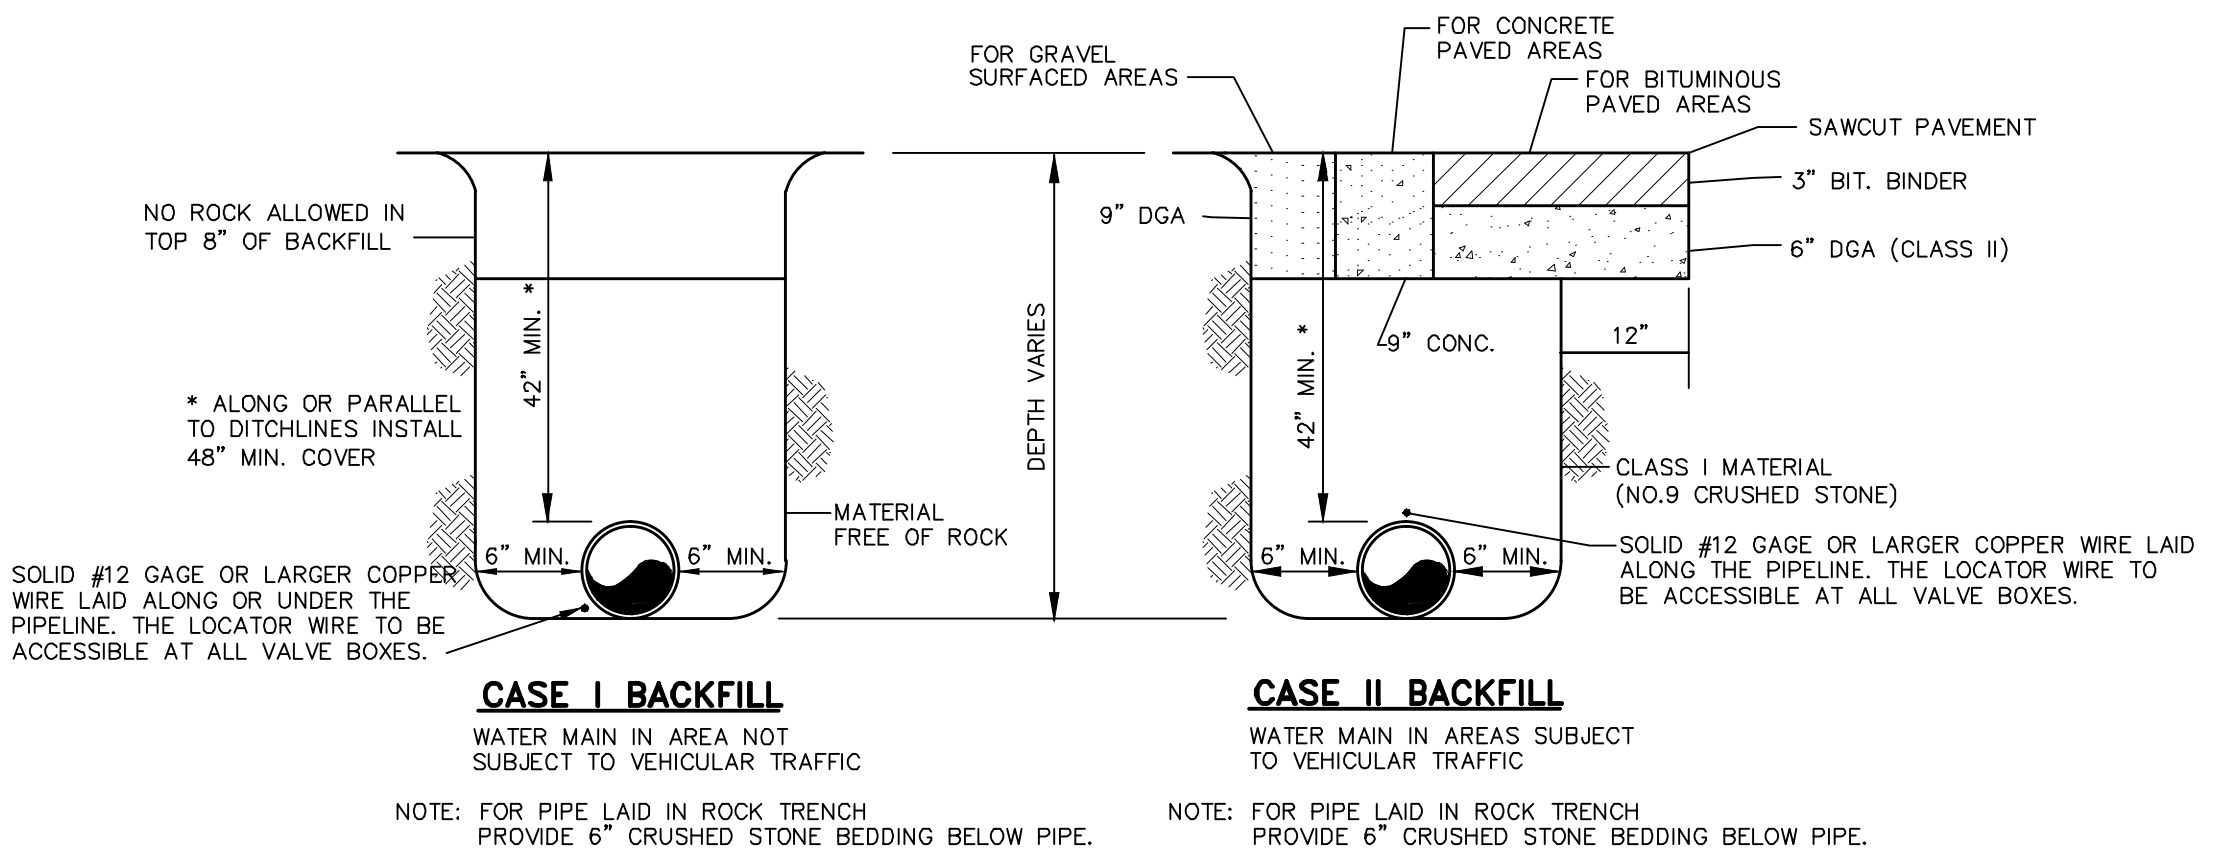 FOR GRAVEL
SURFACED AREAS
FOR CONCRETE
PAVED AREAS
FOR BITUMINOUS
PAVED AREAS
SAWCUT PAVEMENT
3" BIT. BINDER
6" DGA (CLASS II)
NO ROCK ALLOWED IN
TOP 8" OF BACKFILL
42" MIN. *
* ALONG OR PARALLEL
TO DITCHLINES INSTALL
48" MIN. COVER
MATERIAL
FREE OF ROCK
6" MIN.
6" MIN.
SOLID #12 GAGE OR LARGER COPPER
WIRE LAID ALONG OR UNDER THE
PIPELINE. THE LOCATOR WIRE TO BE
ACCESSIBLE AT ALL VALVE BOXES.
DEPTH VARIES
9" DGA
42" MIN. *
9" CONC.
12"
CLASS I MATERIAL
(NO.9 CRUSHED STONE)
6" MIN.
6" MIN.
SOLID #12 GAGE OR LARGER COPPER WIRE LAID
ALONG THE PIPELINE. THE LOCATOR WIRE TO
BE ACCESSIBLE AT ALL VALVE BOXES.
CASE I BACKFILL
WATER MAIN IN AREA NOT
SUBJECT TO VEHICULAR TRAFFIC
NOTE: FOR PIPE LAID IN ROCK TRENCH
PROVIDE 6" CRUSHED STONE BEDDING BELOW PIPE.
CASE II BACKFILL
WATER MAIN IN AREAS SUBJECT
TO VEHICULAR TRAFFIC
NOTE: FOR PIPE LAID IN ROCK TRENCH
PROVIDE 6" CRUSHED STONE BEDDING BELOW PIPE.